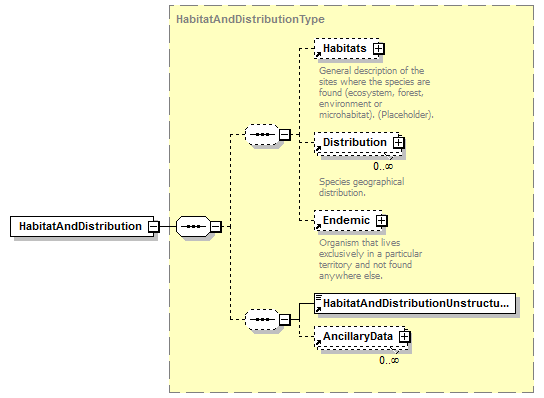 HabitatAndDistributionType
Habitats
General description of the
sites where the species are
found (ecosystem, forest,
environment or
microhabitat). (Placeholder).
Distribution
0..∞
Species geographical
distribution.
HabitatAndDistribution
Endemic
Organism that lives
exclusively in a particular
territory and not found
anywhere else.
HabitatAndDistributionUnstructu...
AncillaryData
0..∞